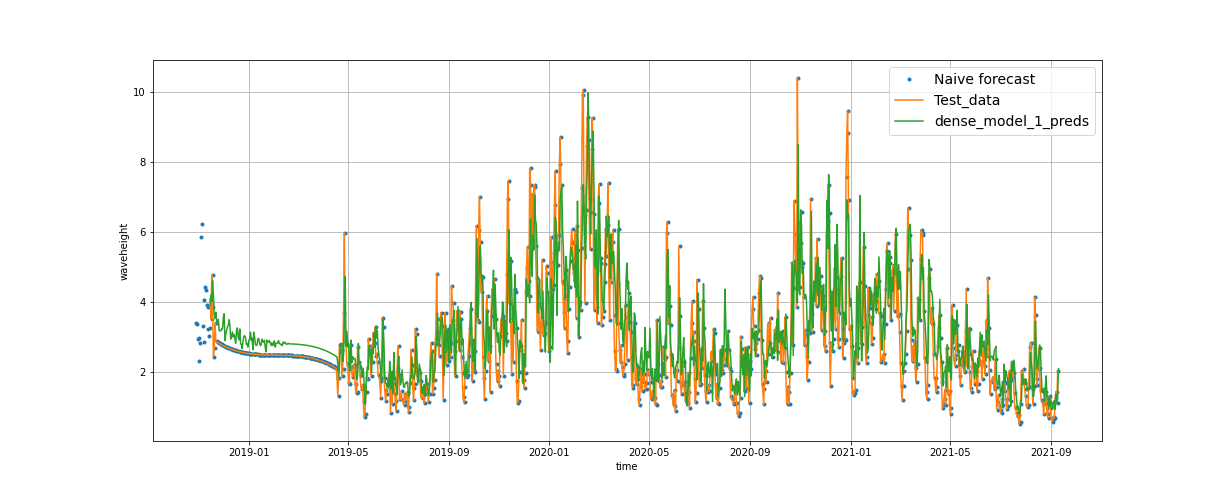 Naive forecast
Test_data
dense_model_1_preds
waveheight
10
8
6
4
2
2019-01 2019-05 2019-09 2020-01 2020-05 2020-09 2021-01 2021-05 2021-09
time